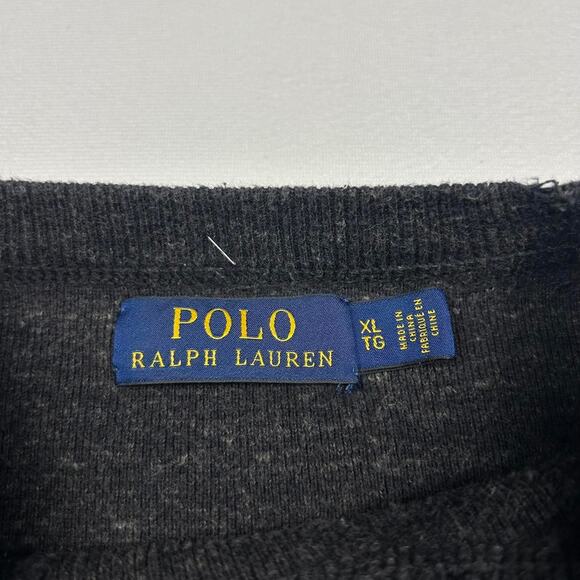 POLO
RALPH LAUREN
XL
TG
MADE IN
CHINA
FABRIQUÉ EN
CHINE